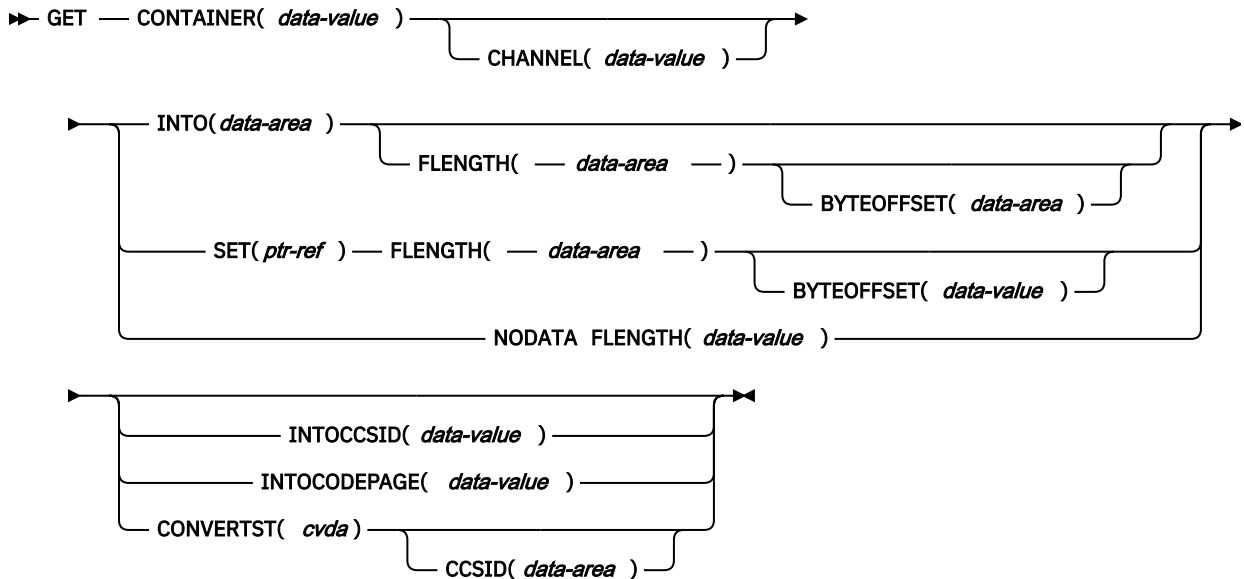 GET CONTAINER( data-value )
CHANNEL( data-value )
INTO( data-area )
FLENGTH( data-area )
BYTEOFFSET( data-area )
SET( ptr-ref ) FLENGTH( data-area )
BYTEOFFSET( data-value )
NODATA FLENGTH( data-value )
INTOCCSID( data-value )
INTOCODEPAGE( data-value )
CONVERTST( cvda )
CCSID( data-area )